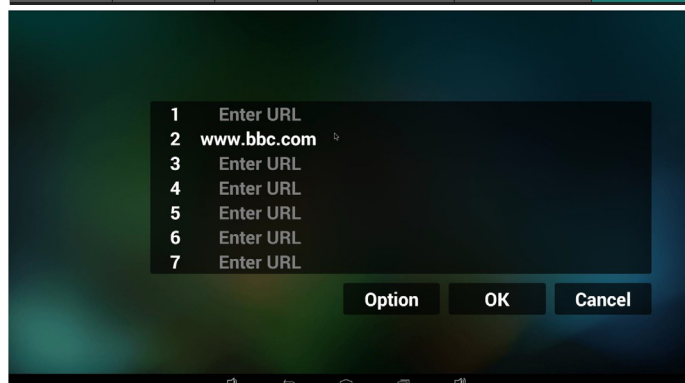 1 Enter URL
2 www.bbc.com
3 Enter URL
4 Enter URL
5 Enter URL
6 Enter URL
7 Enter URL
Option OK Cancel